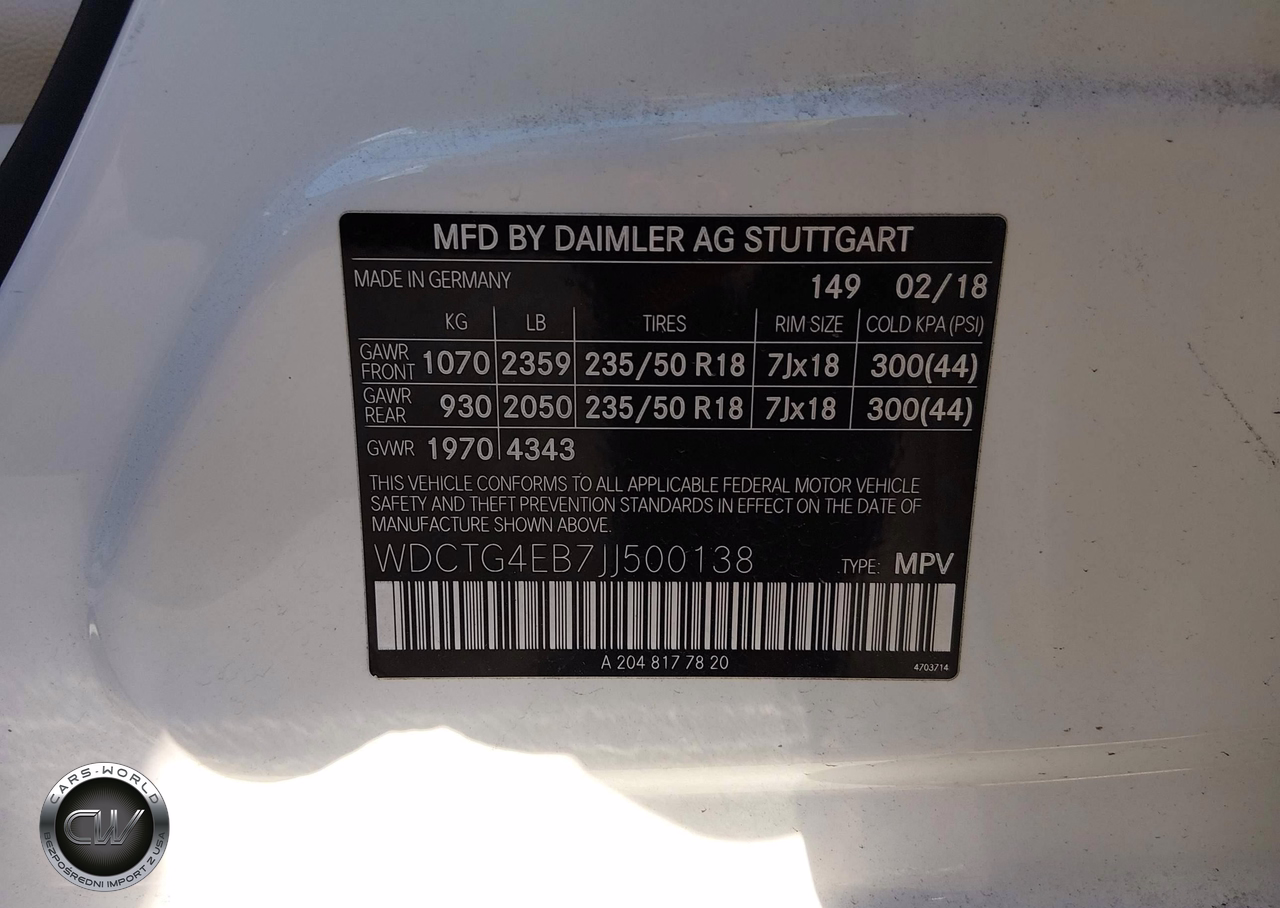 MFD BY DAIMLER AG STUTTGART
MADE IN GERMANY 149 02/18
KG LB TIRES RIM SIZE COLD KPA (PSI)
GAWR FRONT 1070 2359 235/50 R18 7Jx18 300(44)
GAWR REAR 930 2050 235/50 R18 7Jx18 300(44)
GVWR 1970 4343
THIS VEHICLE CONFORMS TO ALL APPLICABLE FEDERAL MOTOR VEHICLE
SAFETY AND THEFT PREVENTION STANDARDS IN EFFECT ON THE DATE OF
MANUFACTURE SHOWN ABOVE.
WDCTG4EB7JJ500138 TYPE: MPV
A 204 817 78 20 4703714
CARS-WORLD
CW
BEZPOŚREDNI IMPORT Z USA